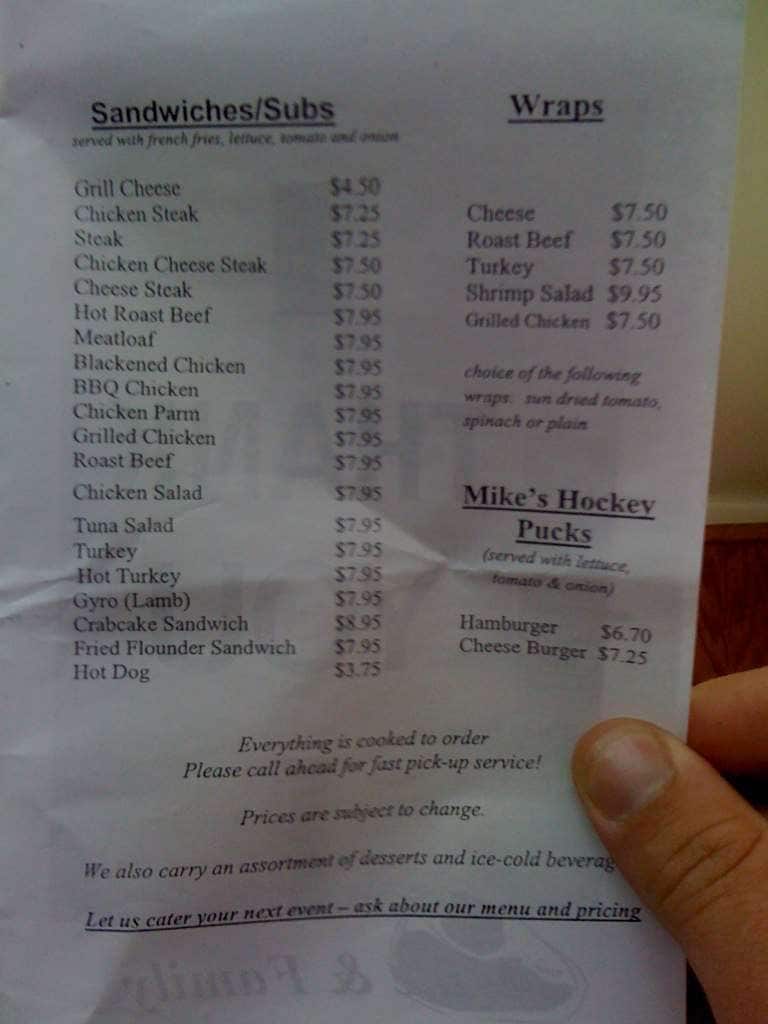 Sandwiches/Subs
served with french fries, lettuce, tomato and onion
Grill Cheese $4.50
Chicken Steak $7.25
Steak $7.25
Chicken Cheese Steak $7.50
Cheese Steak $7.50
Hot Roast Beef $7.95
Meatloaf $7.95
Blackened Chicken $7.95
BBQ Chicken $7.95
Chicken Parm $7.95
Grilled Chicken $7.95
Roast Beef $7.95
Chicken Salad $7.95
Tuna Salad $7.95
Turkey $7.95
Hot Turkey $7.95
Gyro (Lamb) $7.95
Crabcake Sandwich $8.95
Fried Flounder Sandwich $7.95
Hot Dog $3.75
Wraps
Cheese $7.50
Roast Beef $7.50
Turkey $7.50
Shrimp Salad $9.95
Grilled Chicken $7.50
choice of the following
wraps: sun dried tomato,
spinach or plain
Mike's Hockey
Pucks
(served with lettuce,
tomato & onion)
Hamburger $6.70
Cheese Burger $7.25
Everything is cooked to order
Please call ahead for fast pick-up service!
Prices are subject to change.
We also carry an assortment of desserts and ice-cold beverag
Let us cater your next event – ask about our menu and pricing
& Family